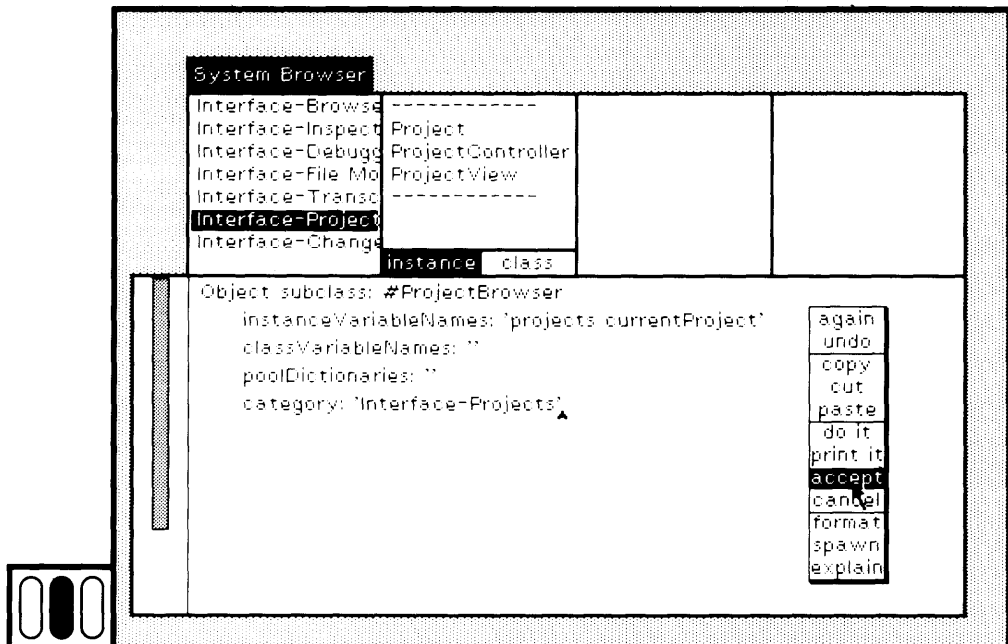 System Browser
Interface-Browse
Interface-Inspect
Interface-Debugg
Interface-File Mo
Interface-Transc
Interface-Project
Interface-Change
------------
Project
ProjectController
ProjectView
------------
instance class
Object subclass: #ProjectBrowser
instanceVariableNames: 'projects currentProject'
classVariableNames: ''
poolDictionaries: ''
category: 'Interface-Projects'
again
undo
copy
cut
paste
do it
print it
accept
cancel
format
spawn
explain